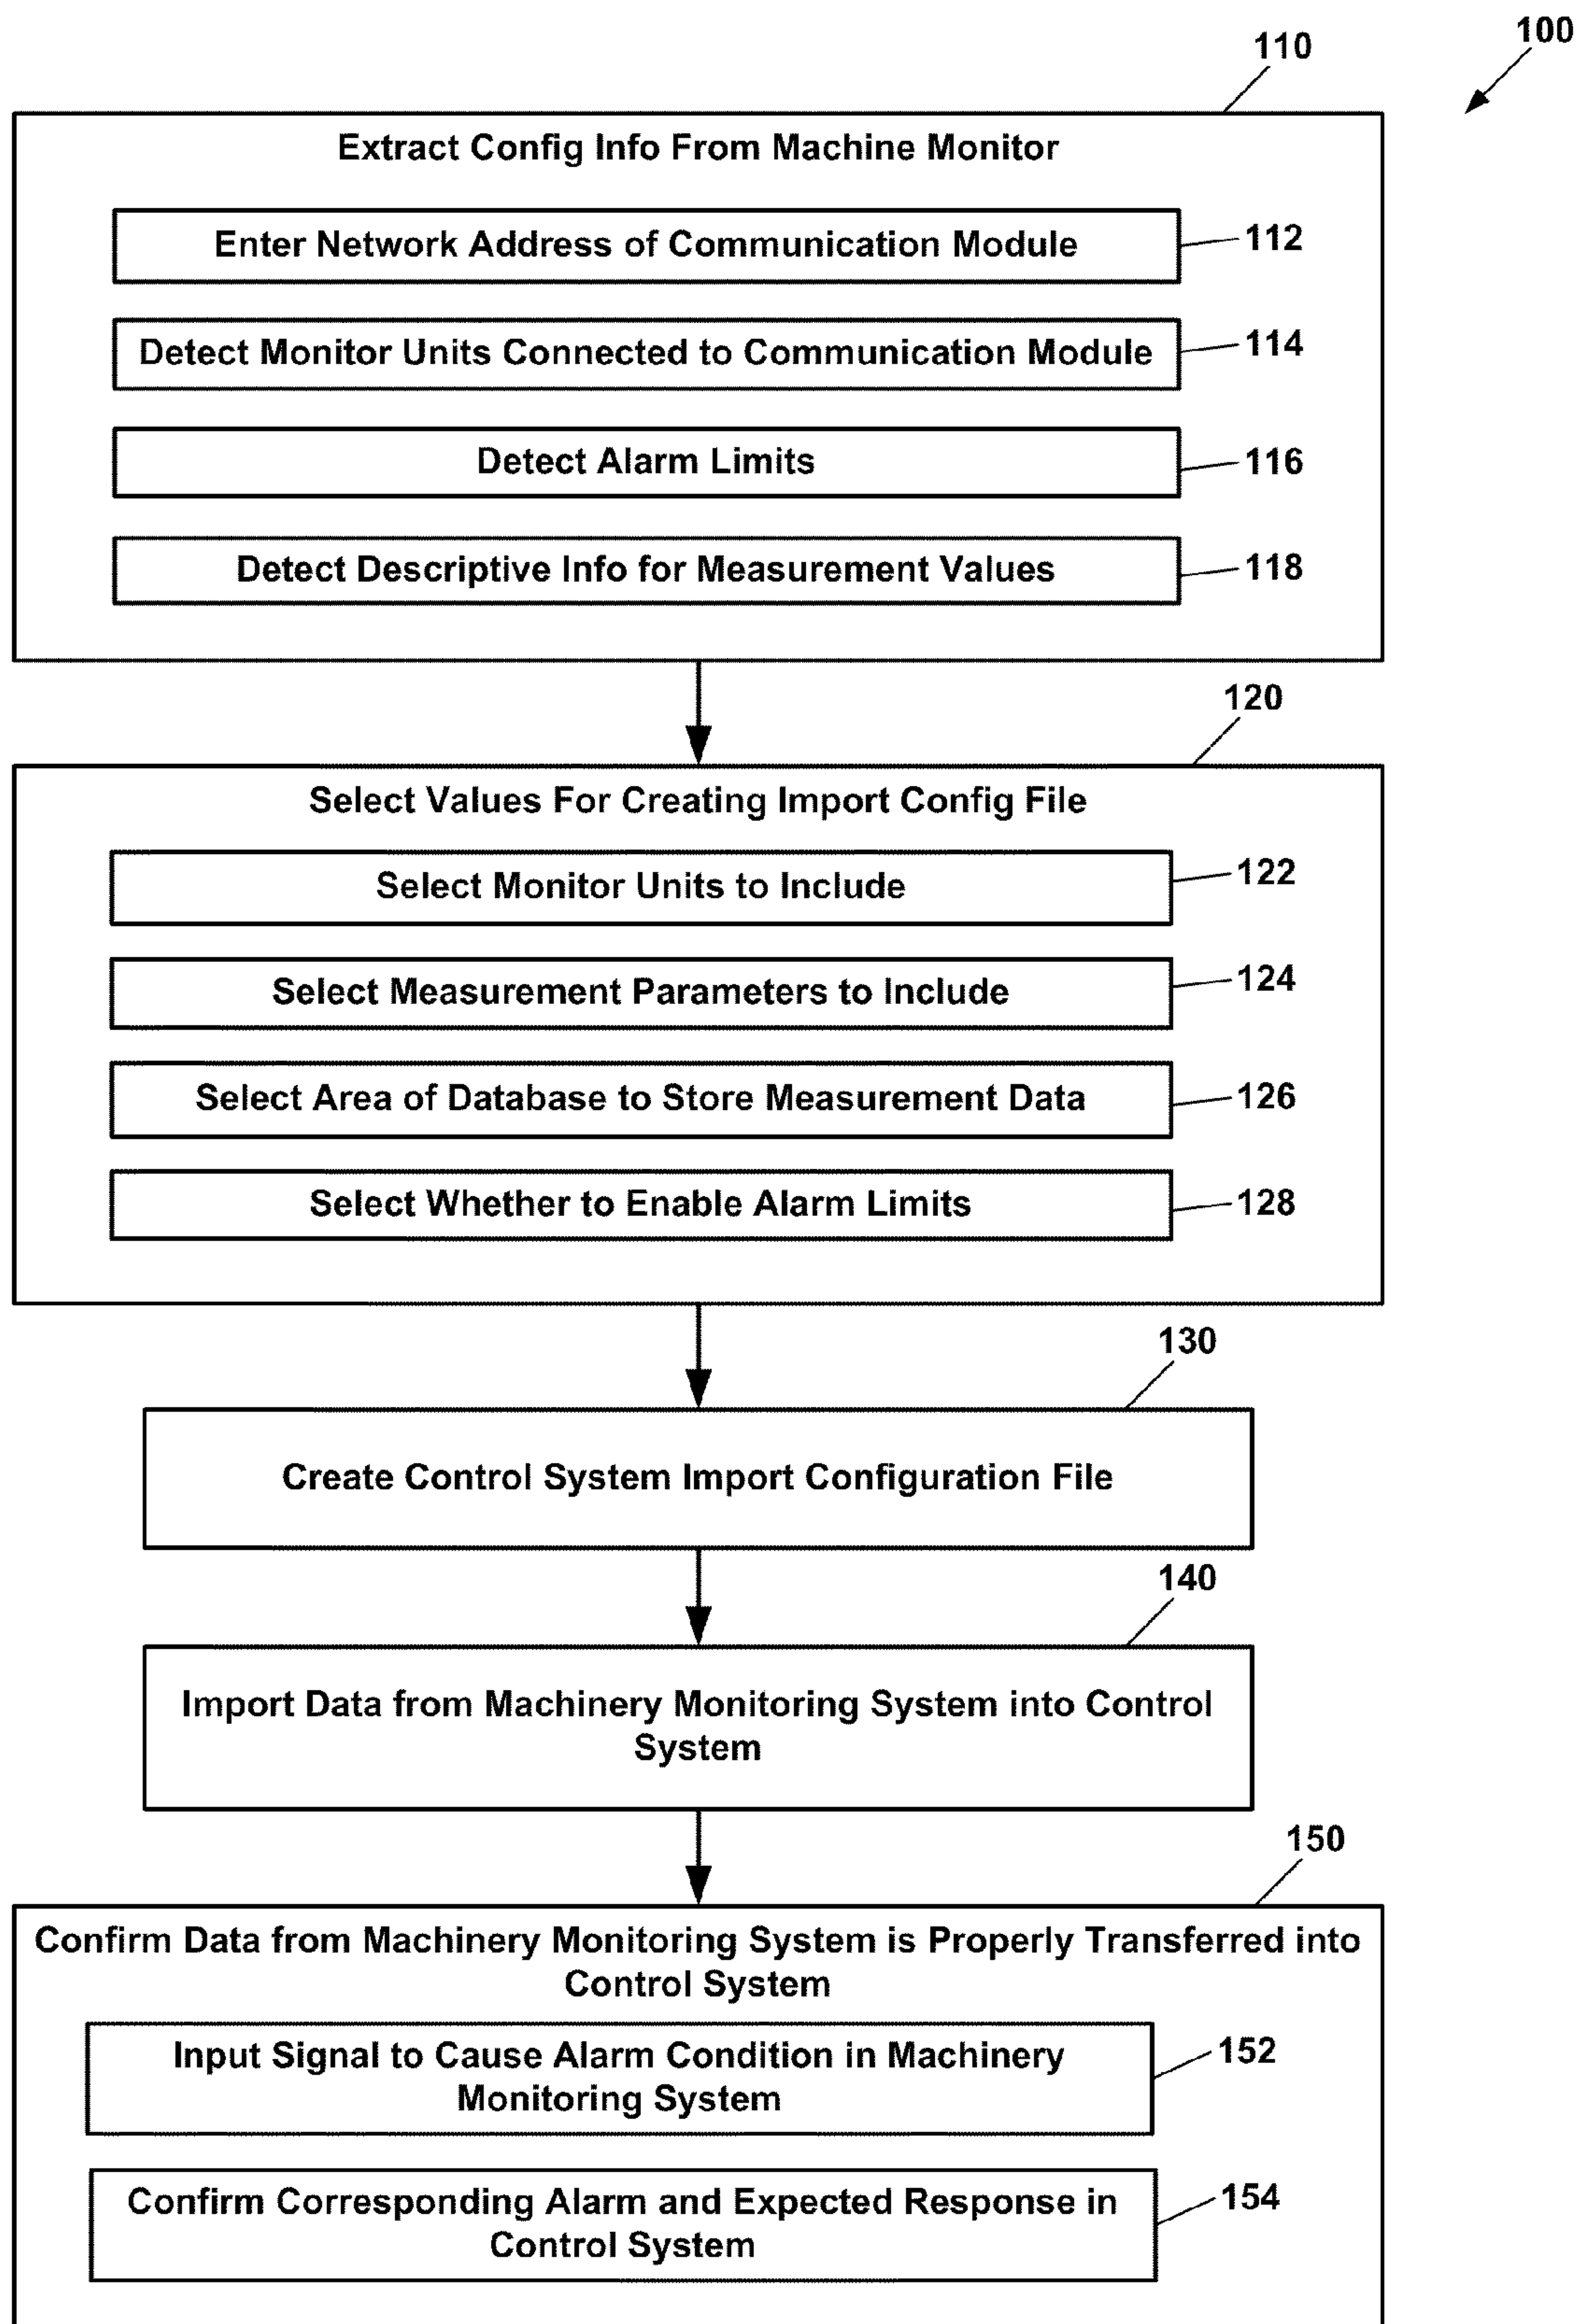 100
110
Extract Config Info From Machine Monitor
Enter Network Address of Communication Module
112
Detect Monitor Units Connected to Communication Module
114
Detect Alarm Limits
116
Detect Descriptive Info for Measurement Values
118
120
Select Values For Creating Import Config File
Select Monitor Units to Include
122
Select Measurement Parameters to Include
124
Select Area of Database to Store Measurement Data
126
Select Whether to Enable Alarm Limits
128
130
Create Control System Import Configuration File
140
Import Data from Machinery Monitoring System into Control
System
150
Confirm Data from Machinery Monitoring System is Properly Transferred into
Control System
Input Signal to Cause Alarm Condition in Machinery
Monitoring System
152
Confirm Corresponding Alarm and Expected Response in
Control System
154